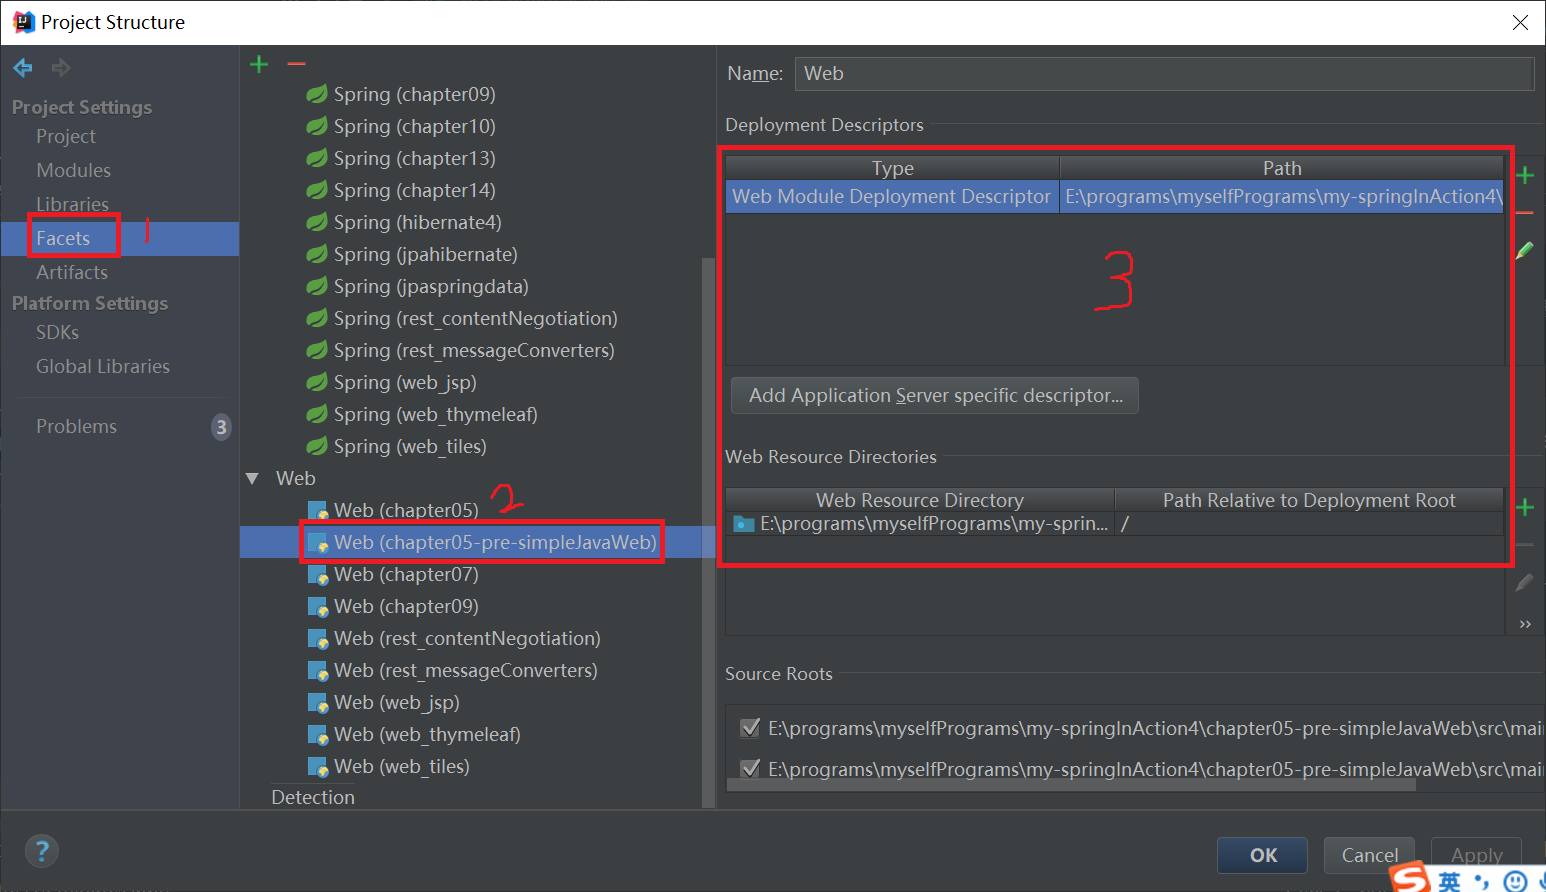 Project Structure
Project Settings
Project
Modules
Libraries
Facets
1
Artifacts
Platform Settings
SDKs
Global Libraries
Problems
3
Spring (chapter09)
Spring (chapter10)
Spring (chapter13)
Spring (chapter14)
Spring (hibernate4)
Spring (jpahibernate)
Spring (jpaspringdata)
Spring (rest_contentNegotiation)
Spring (rest_messageConverters)
Spring (web_jsp)
Spring (web_thymeleaf)
Spring (web_tiles)
Web
Web (chapter05)
2
Web (chapter05-pre-simpleJavaWeb)
Web (chapter07)
Web (chapter09)
Web (rest_contentNegotiation)
Web (rest_messageConverters)
Web (web_jsp)
Web (web_thymeleaf)
Web (web_tiles)
Detection
Name: Web
Deployment Descriptors
Type Path
Web Module Deployment Descriptor E:\programs\myselfPrograms\my-springInAction4\
3
Add Application Server specific descriptor...
Web Resource Directories
Web Resource Directory Path Relative to Deployment Root
E:\programs\myselfPrograms\my-sprin... /
Source Roots
E:\programs\myselfPrograms\my-springInAction4\chapter05-pre-simpleJavaWeb\src\mai
E:\programs\myselfPrograms\my-springInAction4\chapter05-pre-simpleJavaWeb\src\mai
? OK Cancel Apply
S 英